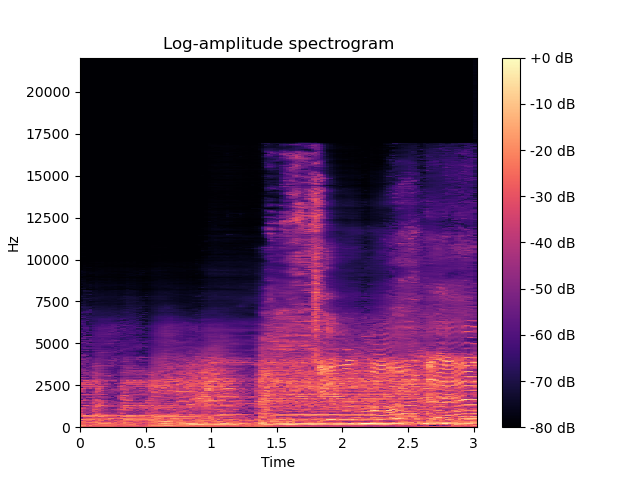 Log-amplitude spectrogram
Hz
20000
17500
15000
12500
10000
7500
5000
2500
0
0 0.5 1 1.5 2 2.5 3
Time
+0 dB
-10 dB
-20 dB
-30 dB
-40 dB
-50 dB
-60 dB
-70 dB
-80 dB